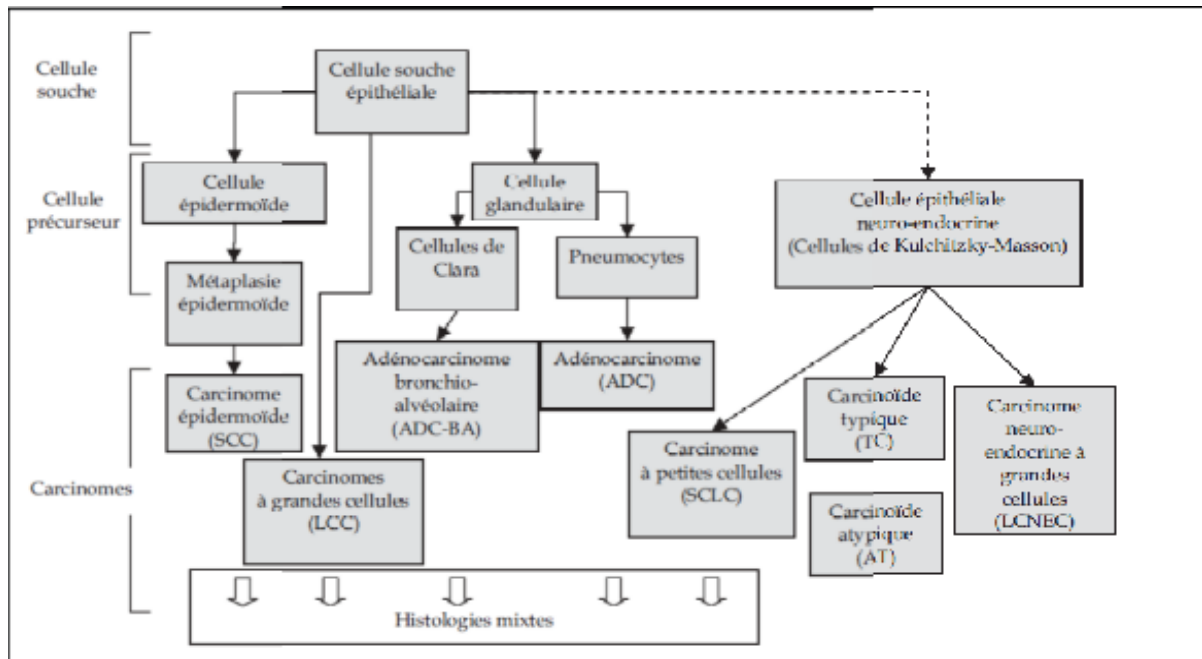 Cellule
souche
Cellule souche
épithéliale
Cellule
précurseur
Cellule
épidermoïde
Cellule
glandulaire
Cellule épithéliale
neuro-endocrine
(Cellules de Kulchitzky-Masson)
Métaplasie
épidermoïde
Cellules de
Clara
Pneumocytes
Carcinomes
Carcinome
épidermoïde
(SCC)
Carcinomes
à grandes cellules
(LCC)
Adénocarcinome
bronchio-
alvéolaire
(ADC-BA)
Adénocarcinome
(ADC)
Carcinome
à petites cellules
(SCLC)
Carcinoïde
typique
(TC)
Carcinoïde
atypique
(AT)
Carcinome
neuro-
endocrine à
grandes
cellules
(LCNEC)
Histologies mixtes